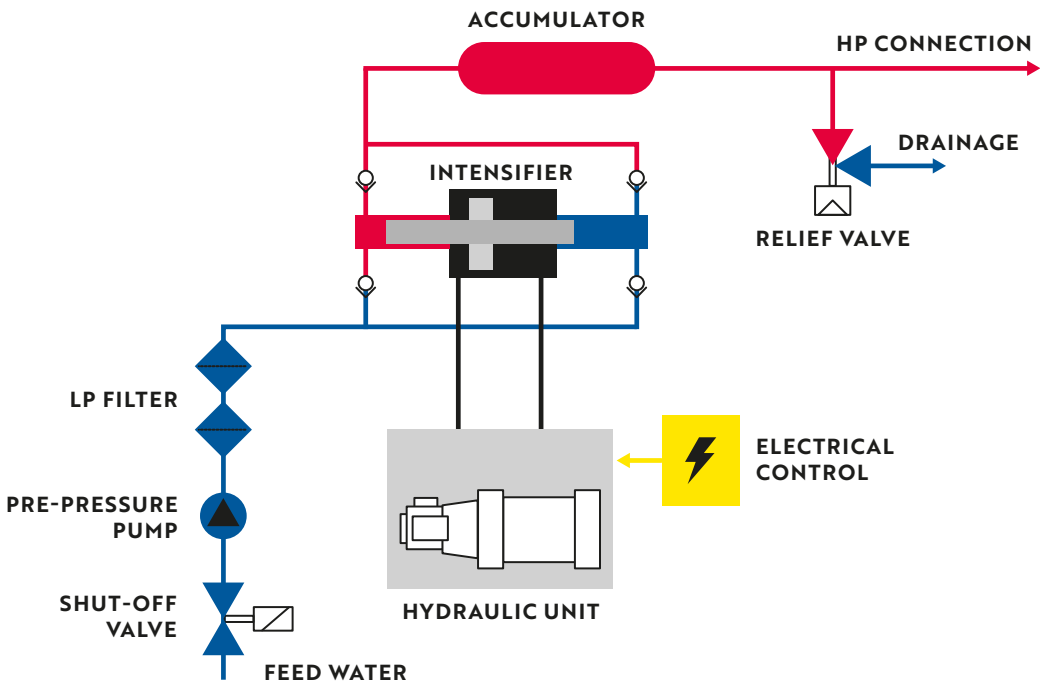 ACCUMULATOR
HP CONNECTION
DRAINAGE
INTENSIFIER
RELIEF VALVE
LP FILTER
ELECTRICAL
CONTROL
PRE-PRESSURE
PUMP
SHUT-OFF
VALVE
HYDRAULIC UNIT
FEED WATER